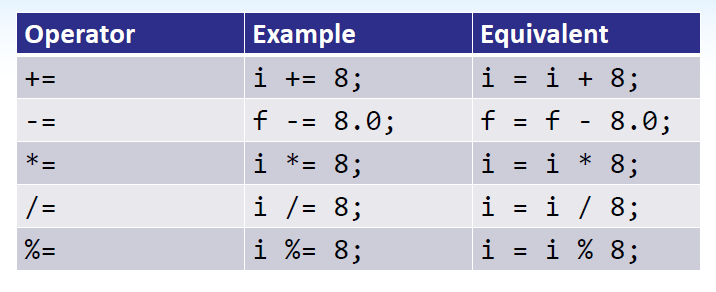 Operator Example Equivalent
+= i += 8; i = i + 8;
-= f -= 8.0; f = f - 8.0;
*= i *= 8; i = i * 8;
/= i /= 8; i = i / 8;
%= i %= 8; i = i % 8;